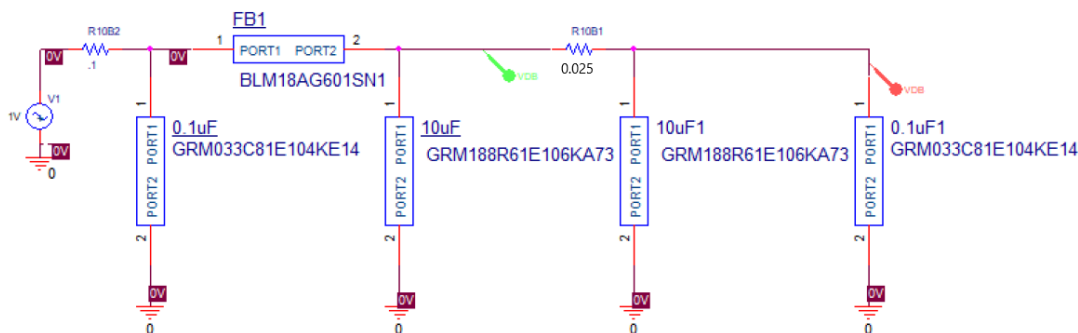 FB1
R10B2
0V
.1
0V
1
PORT1 PORT2
2
BLM18AG601SN1
VDB
R10B1
0.025
VDB
V1
1V
0V
0
1
PORT1
PORT2
2
0.1uF
GRM033C81E104KE14
0V
0
1
PORT1
PORT2
2
10uF
GRM188R61E106KA73
0V
0
1
PORT1
PORT2
2
10uF1
GRM188R61E106KA73
0V
0
1
PORT1
PORT2
2
0.1uF1
GRM033C81E104KE14
0V
0